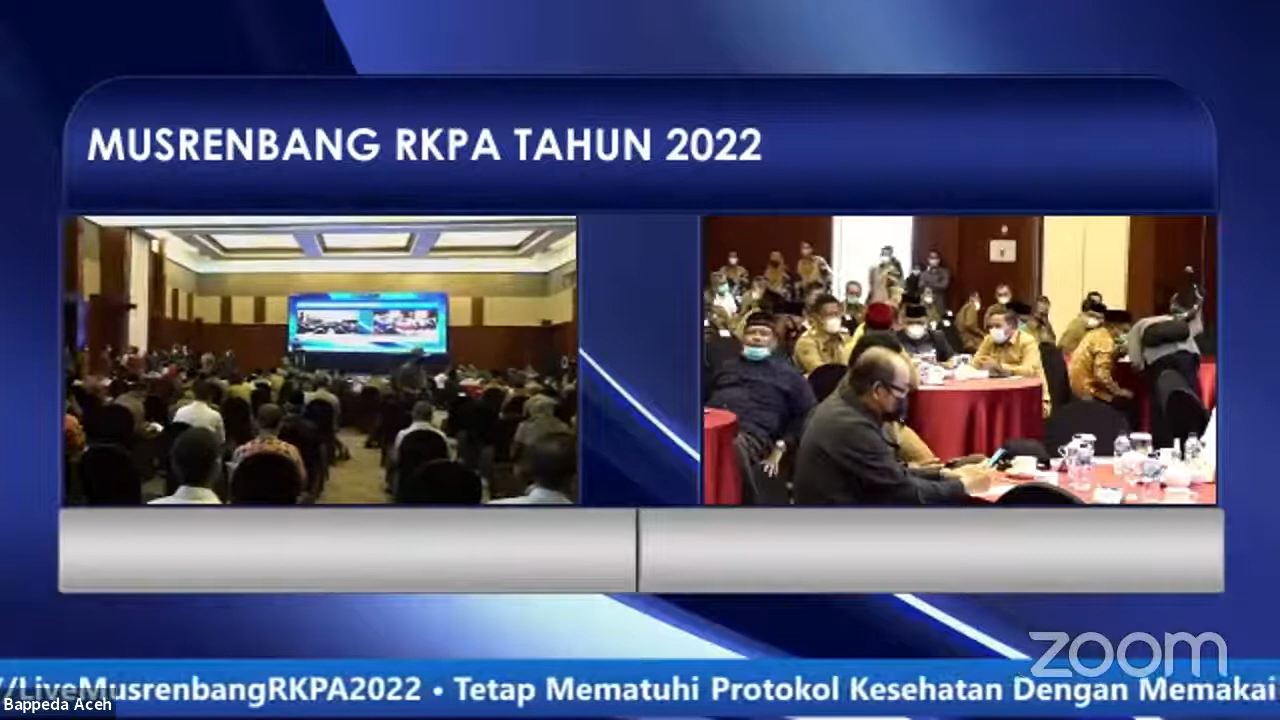 MUSRENBANG RKPA TAHUN 2022
zoom
//LiveMusrenbangRKPA2022 • Tetap Mematuhi Protokol Kesehatan Dengan Memakai
Bappeda Aceh